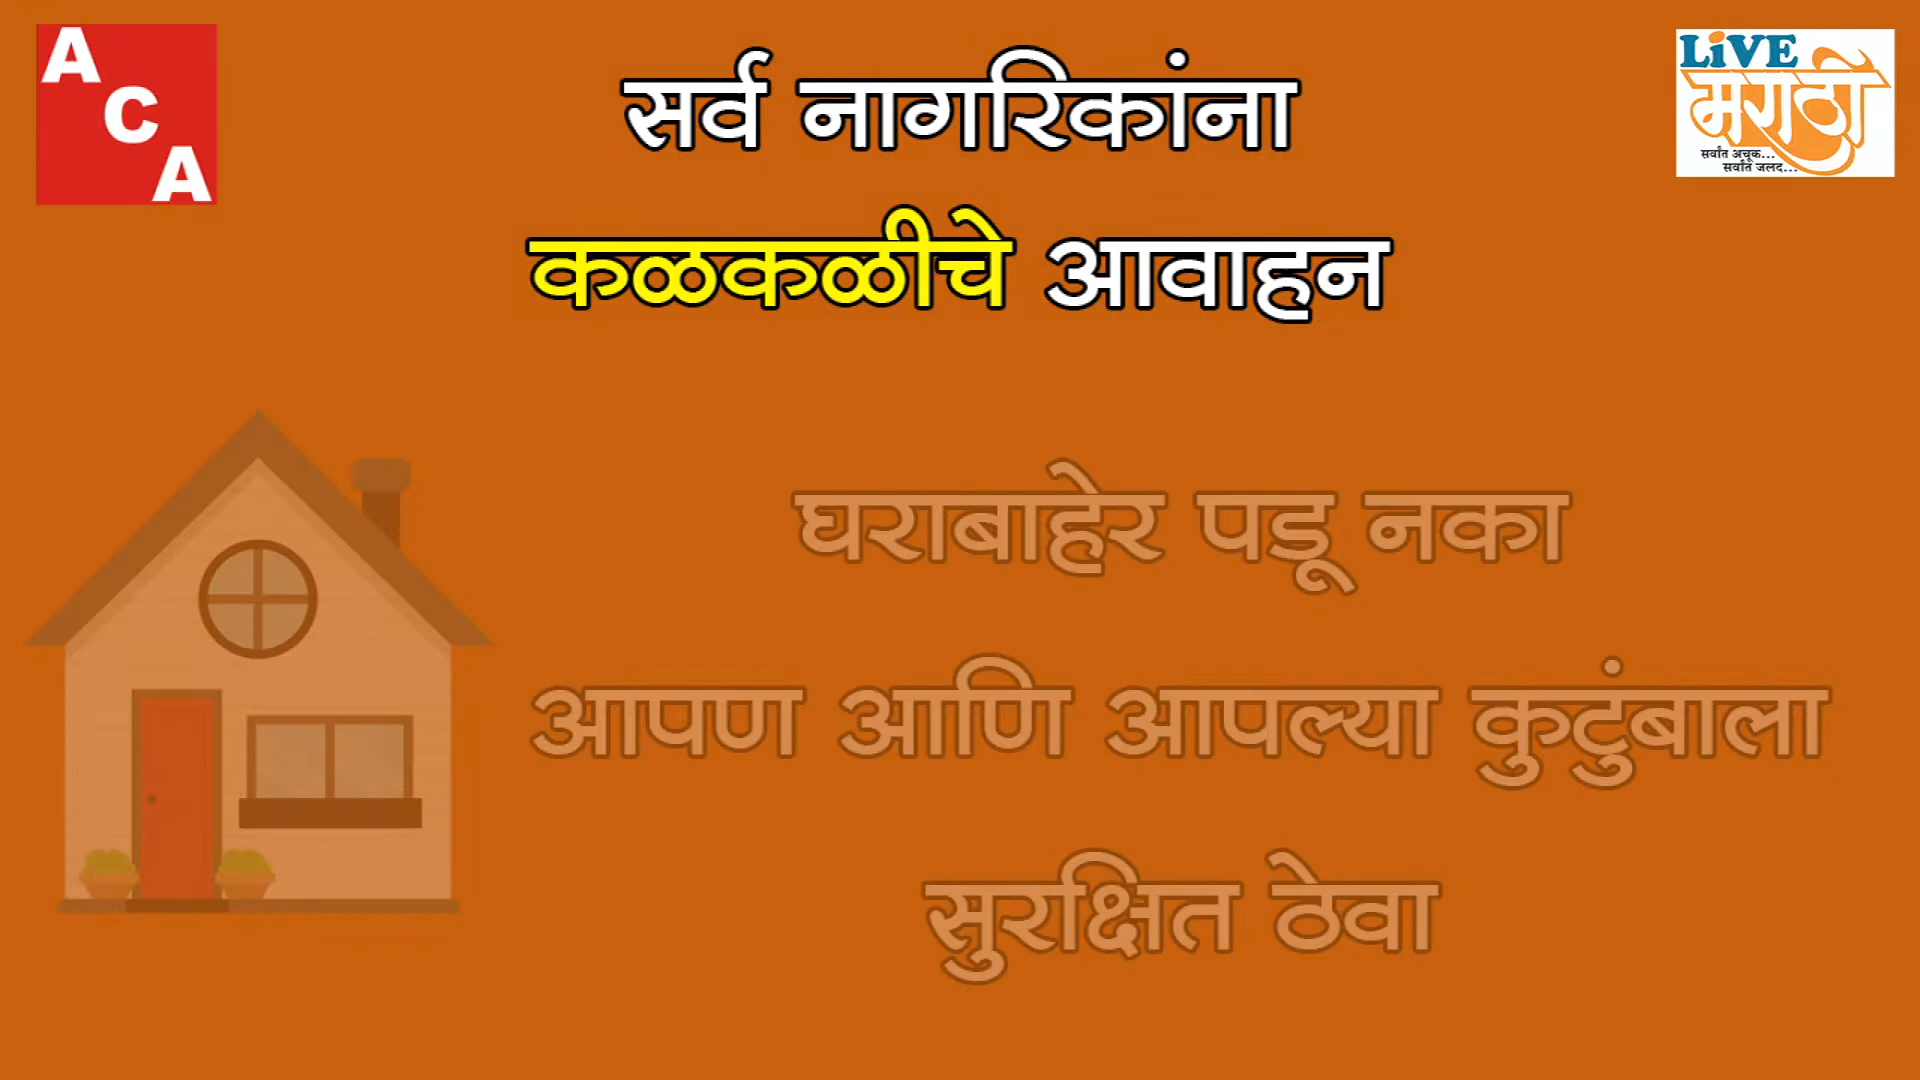 A
C
A
LiVE
मराठी
सर्वांत अचूक...
सर्वांत जलद...
सर्व नागरिकांना
कळकळीचे आवाहन
घराबाहेर पडू नका
आपण आणि आपल्या कुटुंबाला
सुरक्षित ठेवा